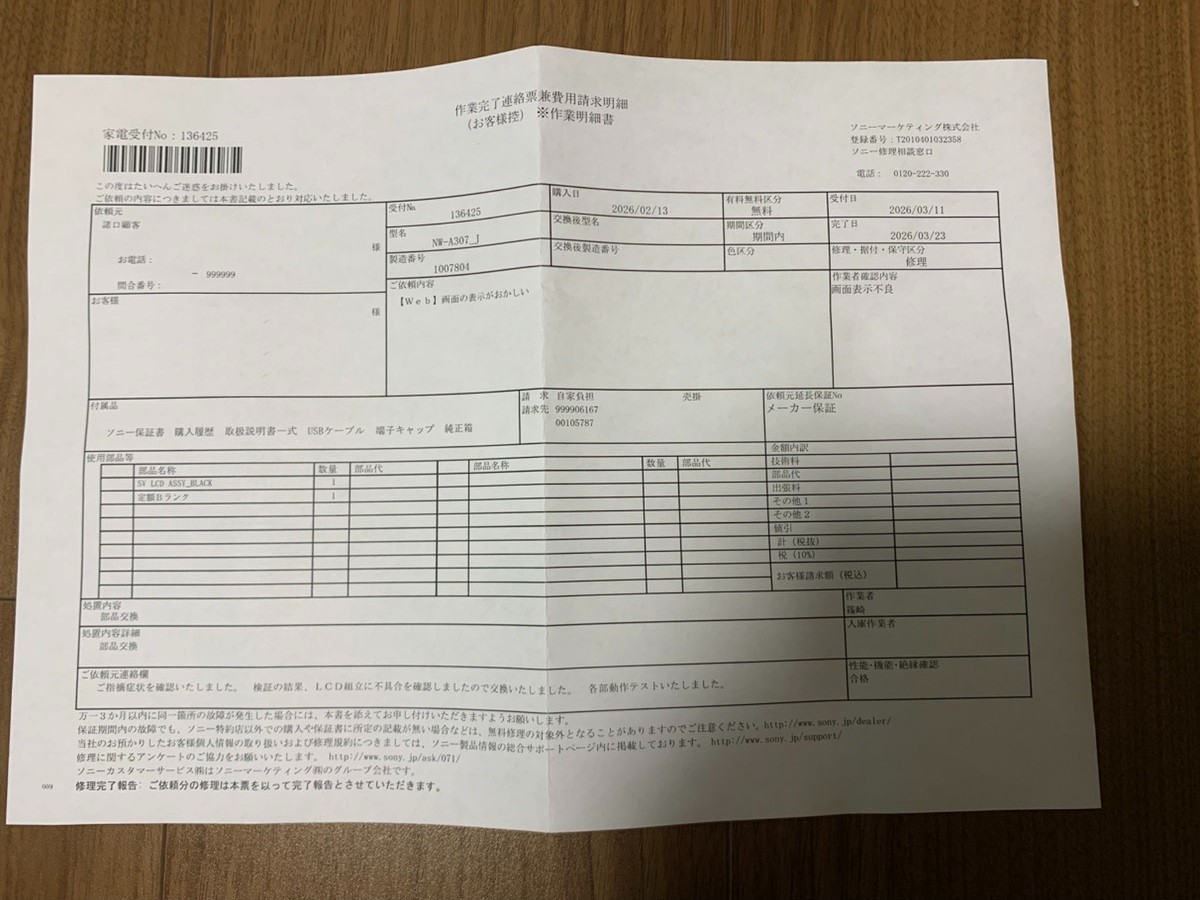 作業完了連絡票兼費用請求明細
(お客様控) ※作業明細書
家電受付No：136425
ソニーマーケティング株式会社
登録番号：T2010401032358
ソニー修理相談窓口
電話： 0120-222-330
この度はたいへんご迷惑をお掛けいたしました。
ご依頼の内容につきましては本書記載のとおり対応いたしました。
依頼元
諸口顧客
様
お電話：
－ 999999
問合番号：
お客様
様
受付No.
136425
型名
NW-A307_J
製造番号
1007804
購入日
2026/02/13
交換後型名
交換後製造番号
有料無料区分
無料
期間区分
期間内
色区分
受付日
2026/03/11
完了日
2026/03/23
修理・据付・保守区分
修理
ご依頼内容
【Ｗｅｂ】画面の表示がおかしい
作業者確認内容
画面表示不良
付属品
ソニー保証書 購入履歴 取扱説明書一式 USBケーブル 端子キャップ 純正箱
請 求 自家負担 売掛
請求先 999906167
00105787
依頼元延長保証No
メーカー保証
使用部品等
部品名称 数量 部品代 部品名称 数量 部品代
SV LCD ASSY_BLACK 1
定額Ｂランク 1
金額内訳
技術料
部品代
出張料
その他１
その他２
値引
計（税抜）
税（10%）
お客様請求額（税込）
処置内容
部品交換
処置内容詳細
部品交換
作業者
篠崎
入庫作業者
ご依頼元連絡欄
ご指摘症状を確認いたしました。 検証の結果、ＬＣＤ組立に不具合を確認しましたので交換いたしました。 各部動作テストいたしました。
性能・機能・絶縁確認
合格
万一３か月以内に同一箇所の故障が発生した場合には、本書を添えてお申し付けいただきますようお願いします。
保証期間内の故障でも、ソニー特約店以外での購入や保証書に所定の記載が無い場合などは、無料修理の対象外となることがありますのでご注意ください。http://www.sony.jp/dealer/
当社のお預かりしたお客様個人情報の取り扱いおよび修理規約につきましては、ソニー製品情報の総合サポートページ内に掲載しております。 http://www.sony.jp/support/
修理に関するアンケートのご協力をお願いいたします。 http://www.sony.jp/ask/071/
ソニーカスタマーサービス㈱はソニーマーケティング㈱のグループ会社です。
修理完了報告：ご依頼分の修理は本票を以って完了報告とさせていただきます。